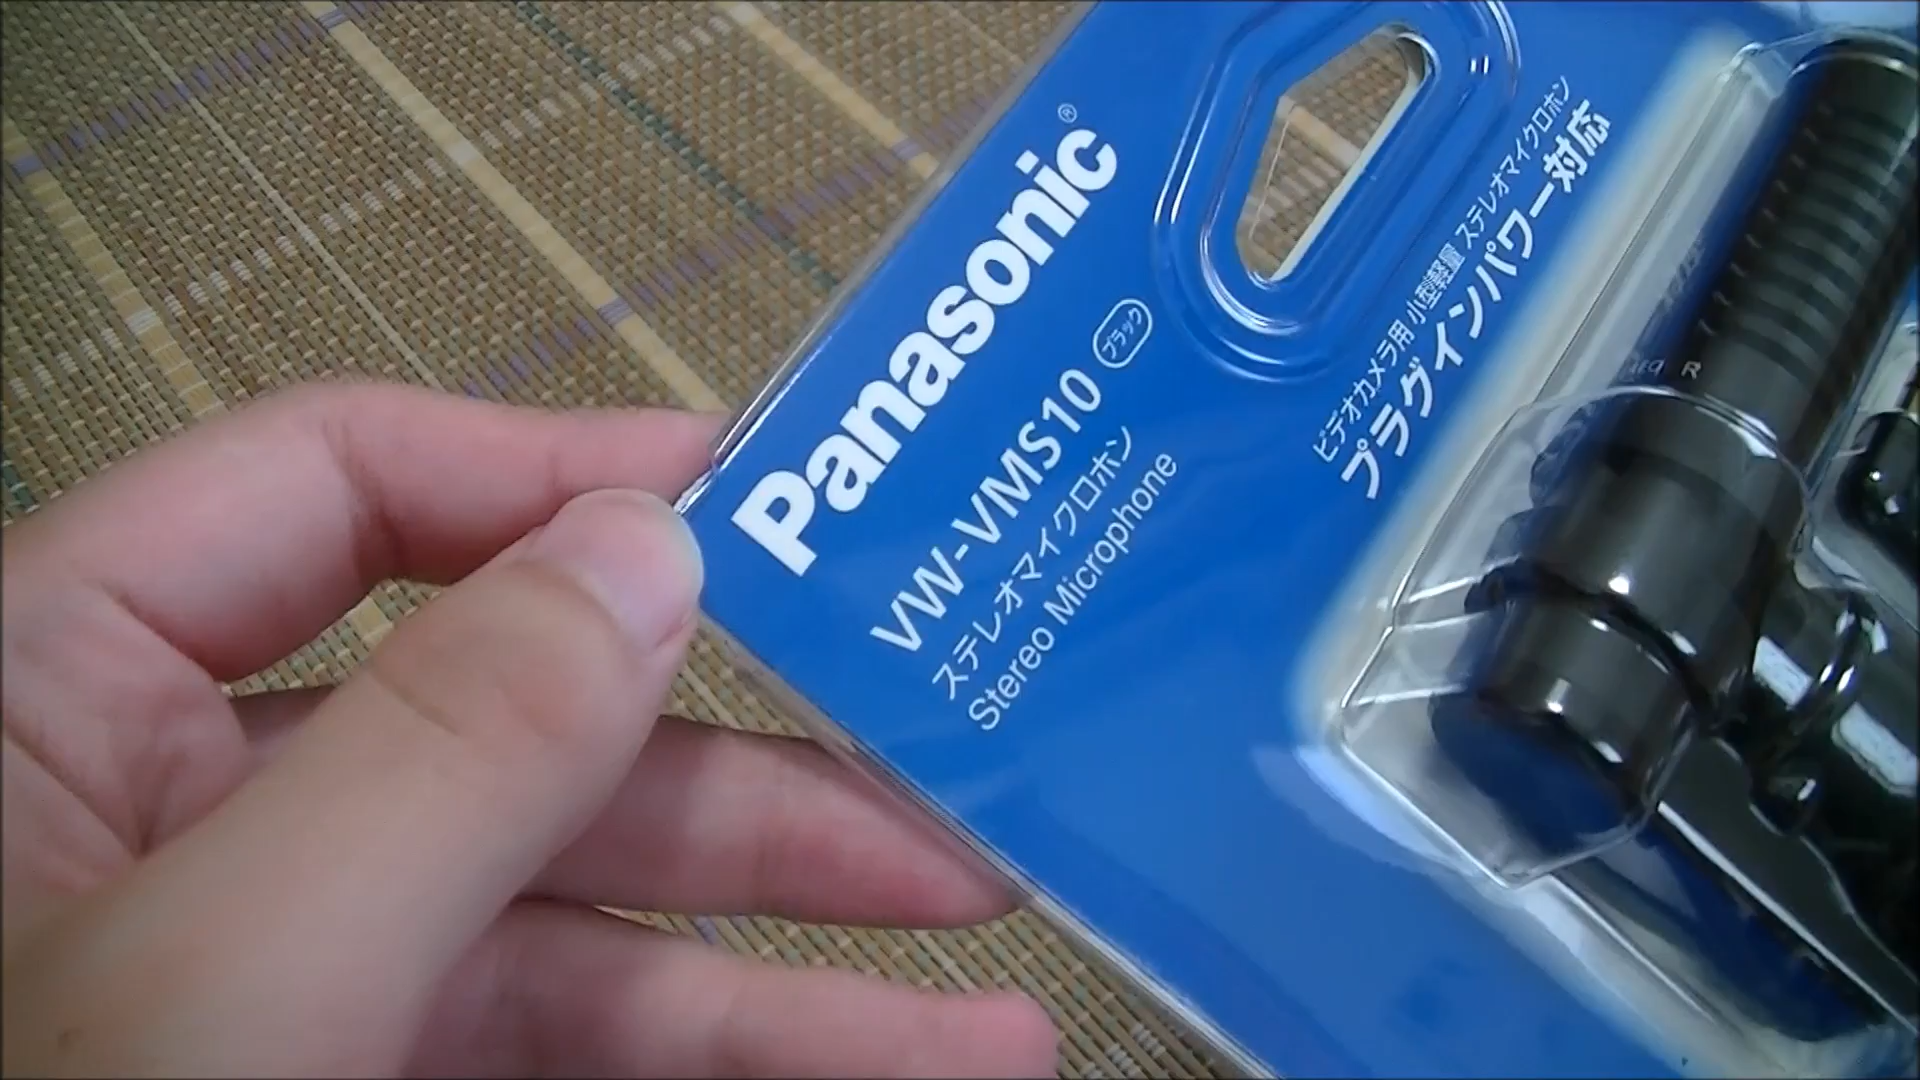 Panasonic®
VW-VMS10 ブラック
ステレオマイクロホン
Stereo Microphone
ビデオカメラ用 小型軽量 ステレオマイクロホン
プラグインパワー対応